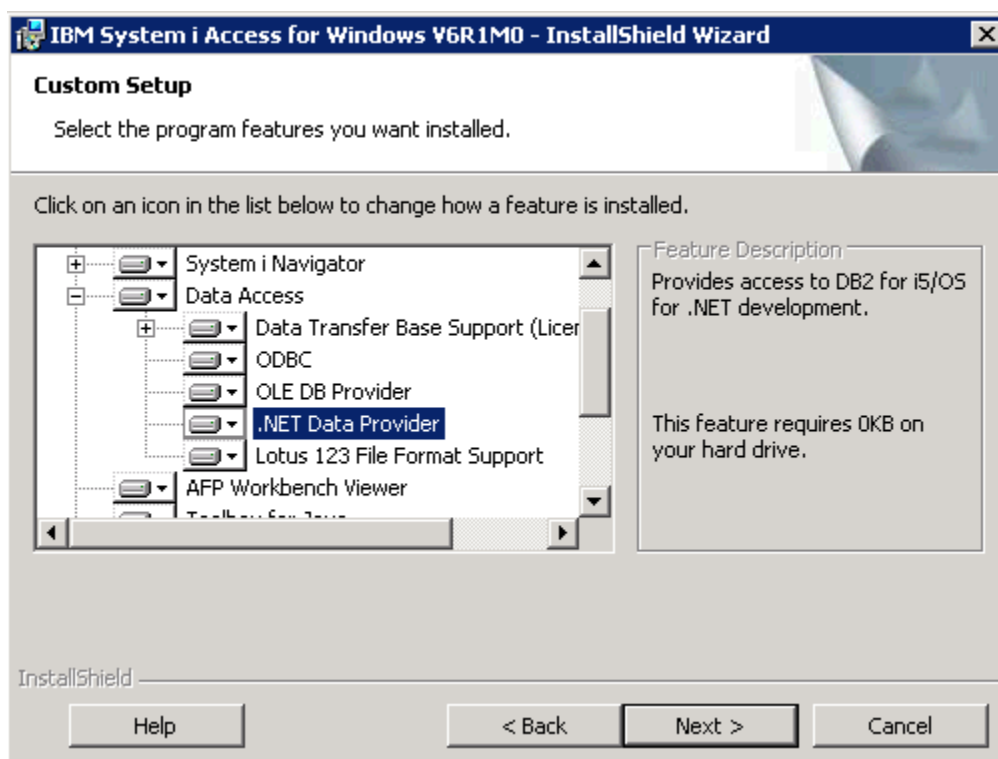 IBM System i Access for Windows V6R1M0 - InstallShield Wizard
Custom Setup
Select the program features you want installed.
Click on an icon in the list below to change how a feature is installed.
System i Navigator
Data Access
Data Transfer Base Support (Licen
ODBC
OLE DB Provider
.NET Data Provider
Lotus 123 File Format Support
AFP Workbench Viewer
Toolbox for Java
Feature Description
Provides access to DB2 for i5/OS
for .NET development.
This feature requires 0KB on
your hard drive.
InstallShield
Help
< Back
Next >
Cancel